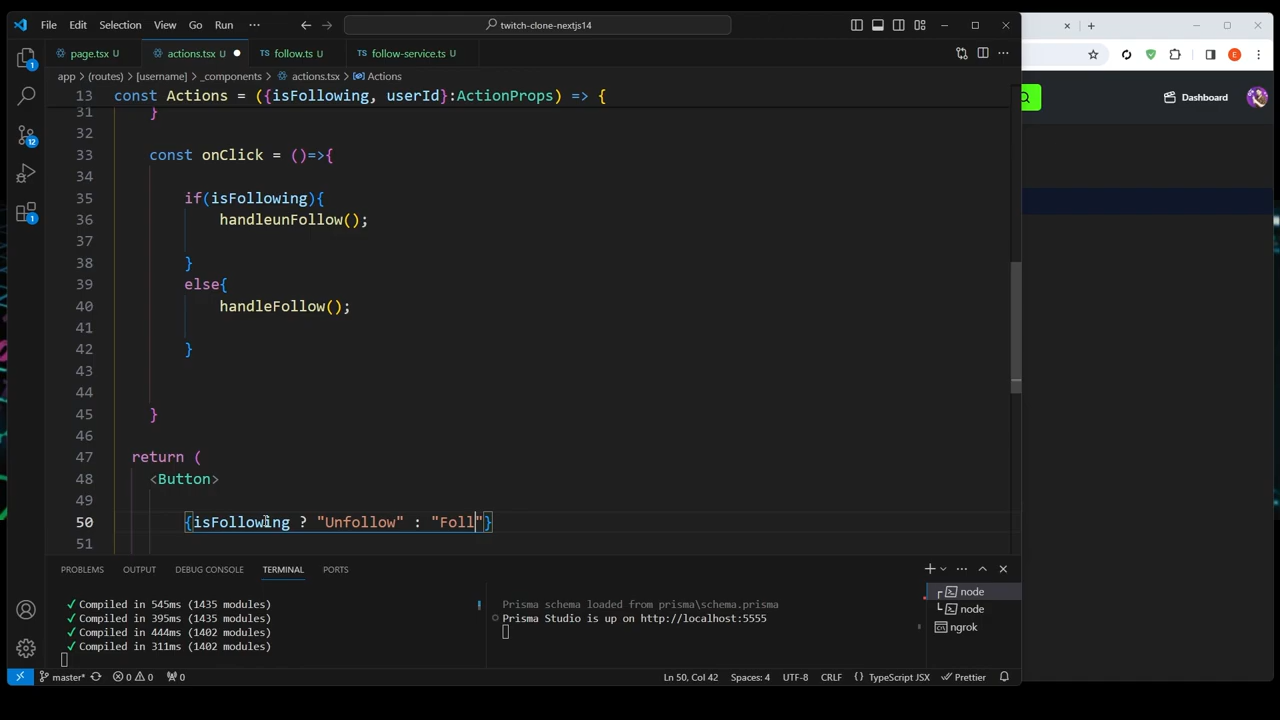 File Edit Selection View Go Run ··· twitch-clone-nextjs14
page.tsx U actions.tsx U follow.ts U follow-service.ts U
app > (routes) > [username] > _components > actions.tsx > Actions
13 const Actions = ({isFollowing, userId}:ActionProps) => {
31 }
32
33 const onClick = ()=>{
34
35 if(isFollowing){
36 handleunFollow();
37
38 }
39 else{
40 handleFollow();
41
42 }
43
44
45 }
46
47 return (
48 <Button>
49
50 {isFollowing ? "Unfollow" : "Foll"}
51
PROBLEMS OUTPUT DEBUG CONSOLE TERMINAL PORTS
✓ Compiled in 545ms (1435 modules)
✓ Compiled in 395ms (1435 modules)
✓ Compiled in 444ms (1402 modules)
✓ Compiled in 311ms (1402 modules)
Prisma schema loaded from prisma\schema.prisma
Prisma Studio is up on http://localhost:5555
node
node
ngrok
master* 0 0 0 Ln 50, Col 42 Spaces: 4 UTF-8 CRLF {} TypeScript JSX Prettier
1
12
1
E
Dashboard